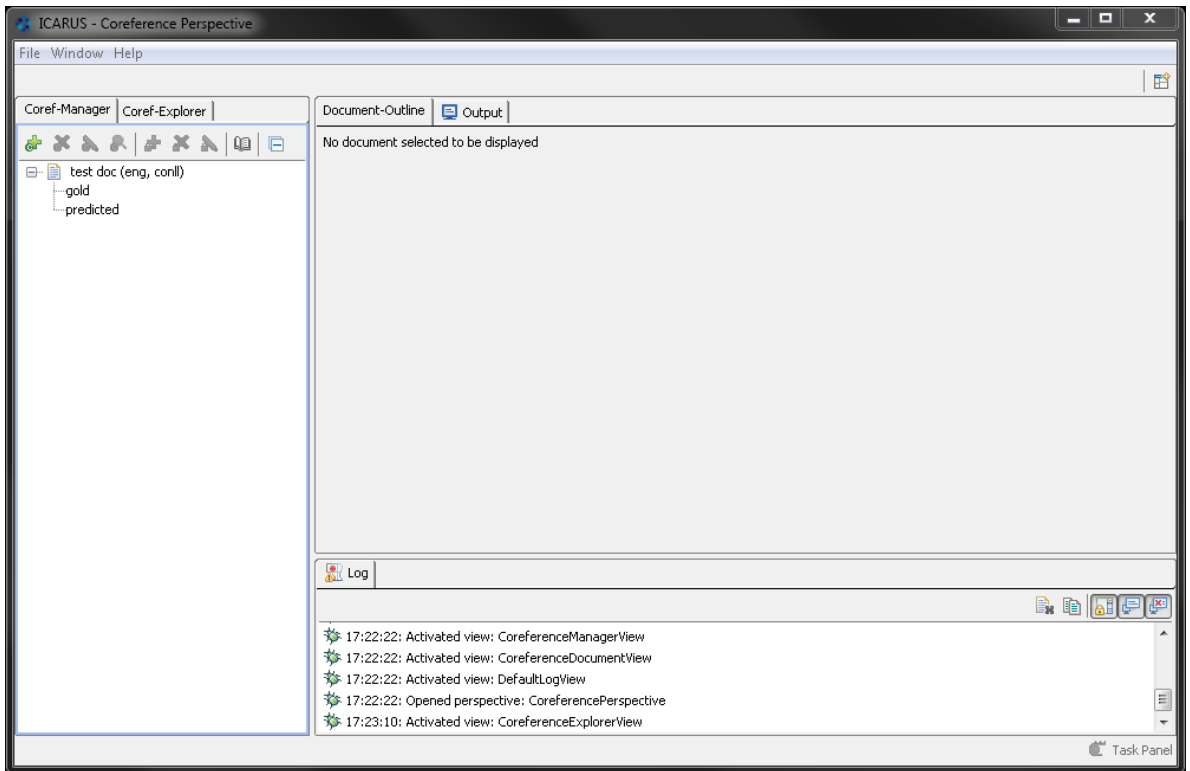 ICARUS - Coreference Perspective
File Window Help
Coref-Manager Coref-Explorer
test doc (eng, conll)
gold
predicted
Document-Outline Output
No document selected to be displayed
Log
17:22:22: Activated view: CoreferenceManagerView
17:22:22: Activated view: CoreferenceDocumentView
17:22:22: Activated view: DefaultLogView
17:22:22: Opened perspective: CoreferencePerspective
17:23:10: Activated view: CoreferenceExplorerView
Task Panel